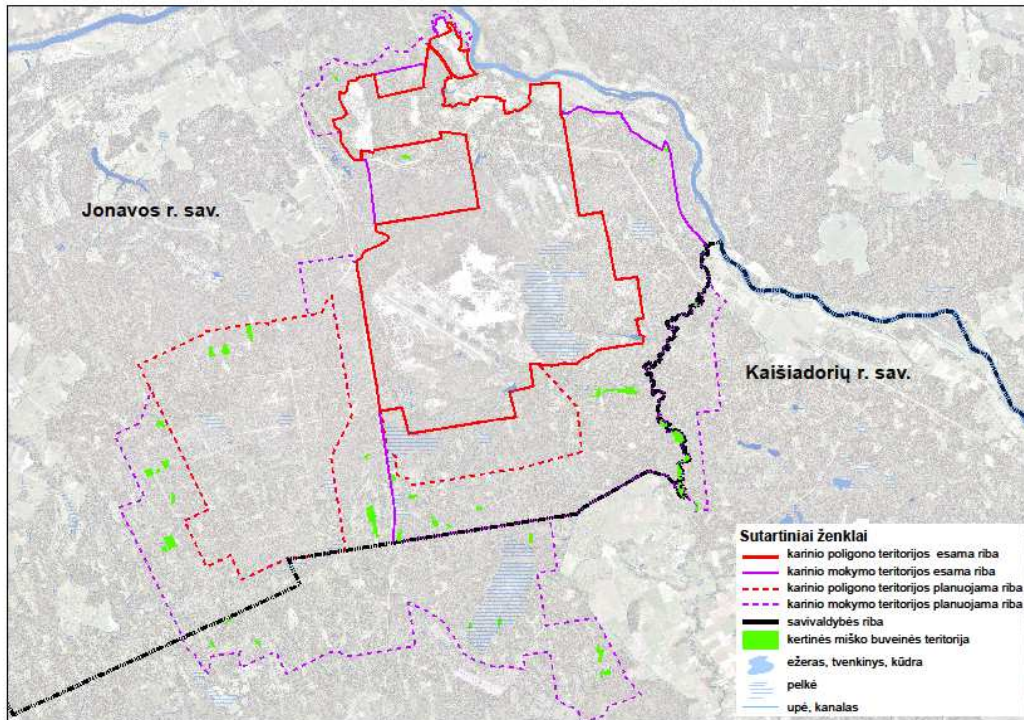 Jonavos r. sav.
Kaišiadorių r. sav.
Sutartiniai ženklai
karinio poligono teritorijos esama riba
karinio mokymo teritorijos esama riba
karinio poligono teritorijos planuojama riba
karinio mokymo teritorijos planuojama riba
savivaldybės riba
kertinės miško buveinės teritorija
ežeras, tvenkinys, kūdra
pelkė
upė, kanalas